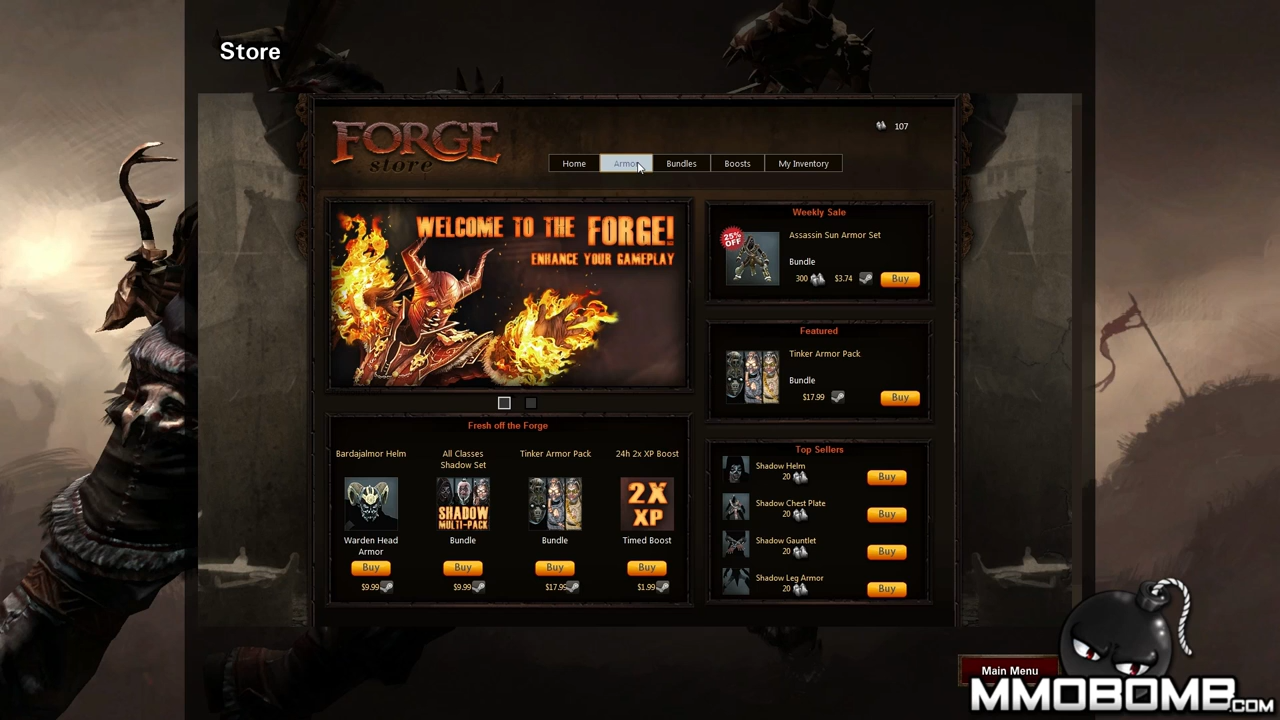 Store
FORGE
store
107
Home
Armor
Bundles
Boosts
My Inventory
WELCOME TO THE FORGE!
ENHANCE YOUR GAMEPLAY
Weekly Sale
25% OFF
Assassin Sun Armor Set
Bundle
300 $3.74 Buy
Featured
Tinker Armor Pack
Bundle
$17.99 Buy
Fresh off the Forge
Bardajalmor Helm
Warden Head
Armor
Buy
$9.99
All Classes
Shadow Set
SHADOW
MULTI-PACK
Bundle
Buy
$9.99
Tinker Armor Pack
Bundle
Buy
$17.99
24h 2x XP Boost
2X
XP
Timed Boost
Buy
$1.99
Top Sellers
Shadow Helm
20 Buy
Shadow Chest Plate
20 Buy
Shadow Gauntlet
20 Buy
Shadow Leg Armor
20 Buy
Main Menu
MMOBOMB.COM